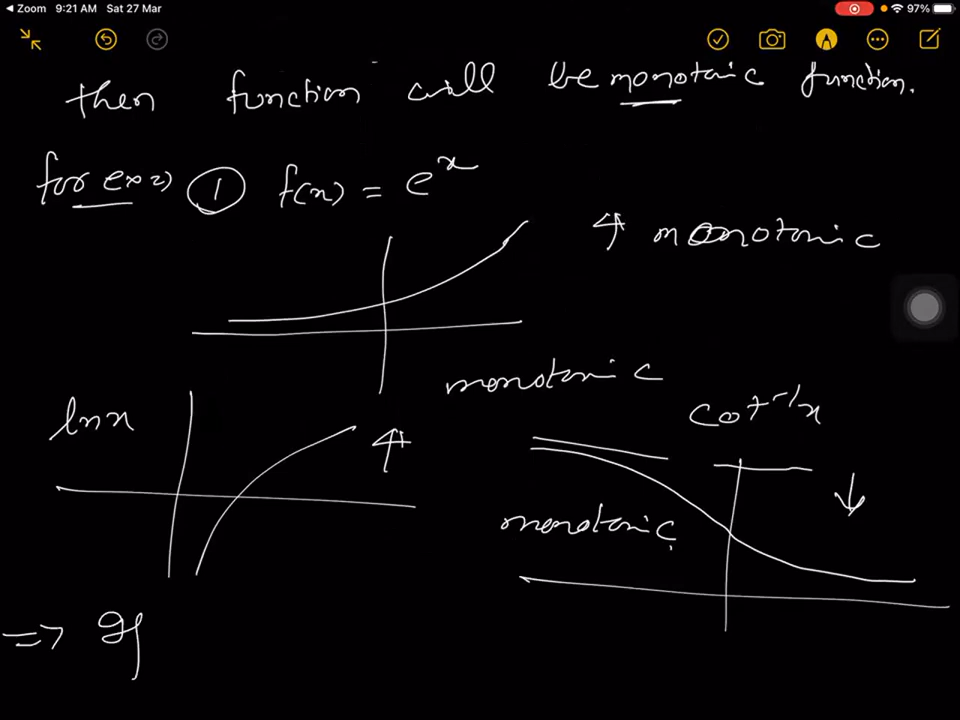 Zoom 9:21 AM Sat 27 Mar 97%
then function will be monotonic function.
for ex ⇒ ① f(x) = e^x
↑ monotonic
monotonic
ln x ↑
cot⁻¹x
↓
monotonic
⇒ If